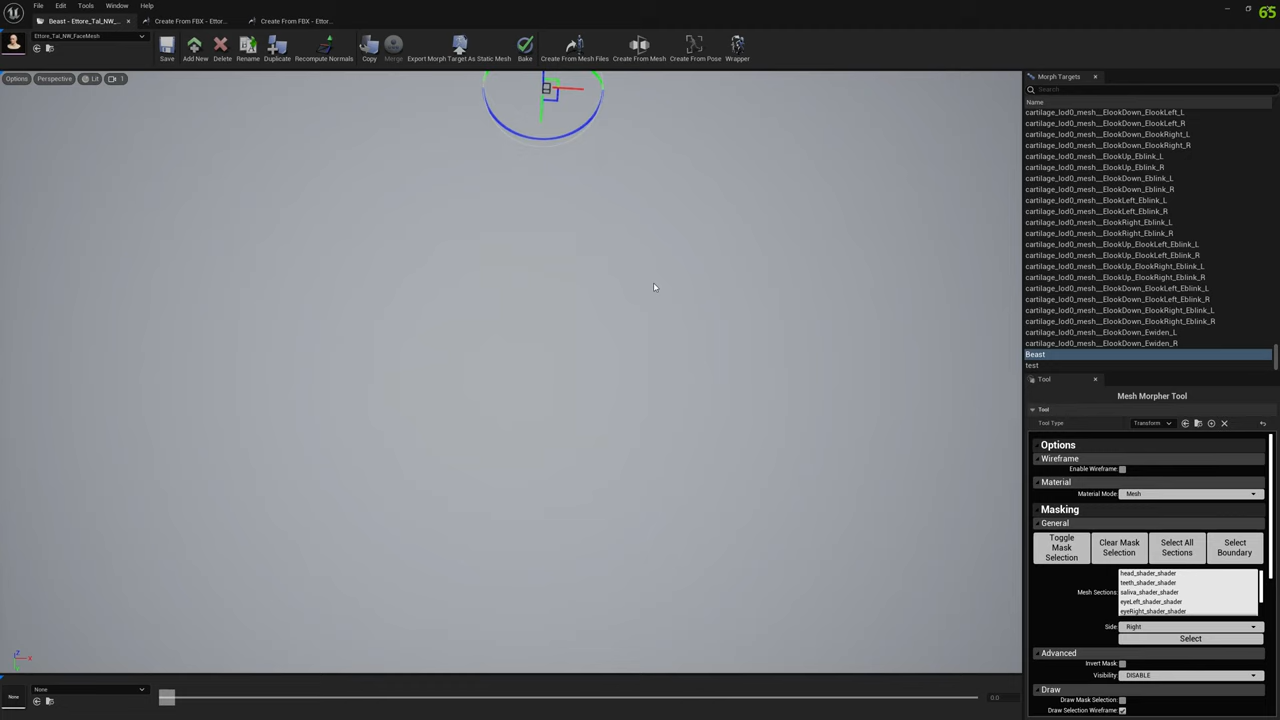 File Edit Tools Window Help
65
Beast - Ettore_Tal_NW_... Create From FBX - Ettor... Create From FBX - Ettor...
Ettore_Tal_NW_FaceMesh
Save Add New Delete Rename Duplicate Recompute Normals Copy Merge Export Morph Target As Static Mesh Bake Create From Mesh Files Create From Mesh Create From Pose Wrapper
Options Perspective Lit 1
Morph Targets
Search
Name
cartilage_lod0_mesh__ElookDown_ElookLeft_L
cartilage_lod0_mesh__ElookDown_ElookLeft_R
cartilage_lod0_mesh__ElookDown_ElookRight_L
cartilage_lod0_mesh__ElookDown_ElookRight_R
cartilage_lod0_mesh__ElookUp_Eblink_L
cartilage_lod0_mesh__ElookUp_Eblink_R
cartilage_lod0_mesh__ElookDown_Eblink_L
cartilage_lod0_mesh__ElookDown_Eblink_R
cartilage_lod0_mesh__ElookLeft_Eblink_L
cartilage_lod0_mesh__ElookLeft_Eblink_R
cartilage_lod0_mesh__ElookRight_Eblink_L
cartilage_lod0_mesh__ElookRight_Eblink_R
cartilage_lod0_mesh__ElookUp_ElookLeft_Eblink_L
cartilage_lod0_mesh__ElookUp_ElookLeft_Eblink_R
cartilage_lod0_mesh__ElookUp_ElookRight_Eblink_L
cartilage_lod0_mesh__ElookUp_ElookRight_Eblink_R
cartilage_lod0_mesh__ElookDown_ElookLeft_Eblink_L
cartilage_lod0_mesh__ElookDown_ElookLeft_Eblink_R
cartilage_lod0_mesh__ElookDown_ElookRight_Eblink_L
cartilage_lod0_mesh__ElookDown_ElookRight_Eblink_R
cartilage_lod0_mesh__ElookDown_Ewiden_L
cartilage_lod0_mesh__ElookDown_Ewiden_R
Beast
test
Tool
Mesh Morpher Tool
Tool
Tool Type Transform
Options
Wireframe
Enable Wireframe:
Material
Material Mode: Mesh
Masking
General
Toggle Mask Selection Clear Mask Selection Select All Sections Select Boundary
Mesh Sections:
head_shader_shader
teeth_shader_shader
saliva_shader_shader
eyeLeft_shader_shader
eyeRight_shader_shader
Side: Right
Select
Advanced
Invert Mask:
Visibility: DISABLE
Draw
Draw Mask Selection:
Draw Selection Wireframe:
z x
None None 0.0